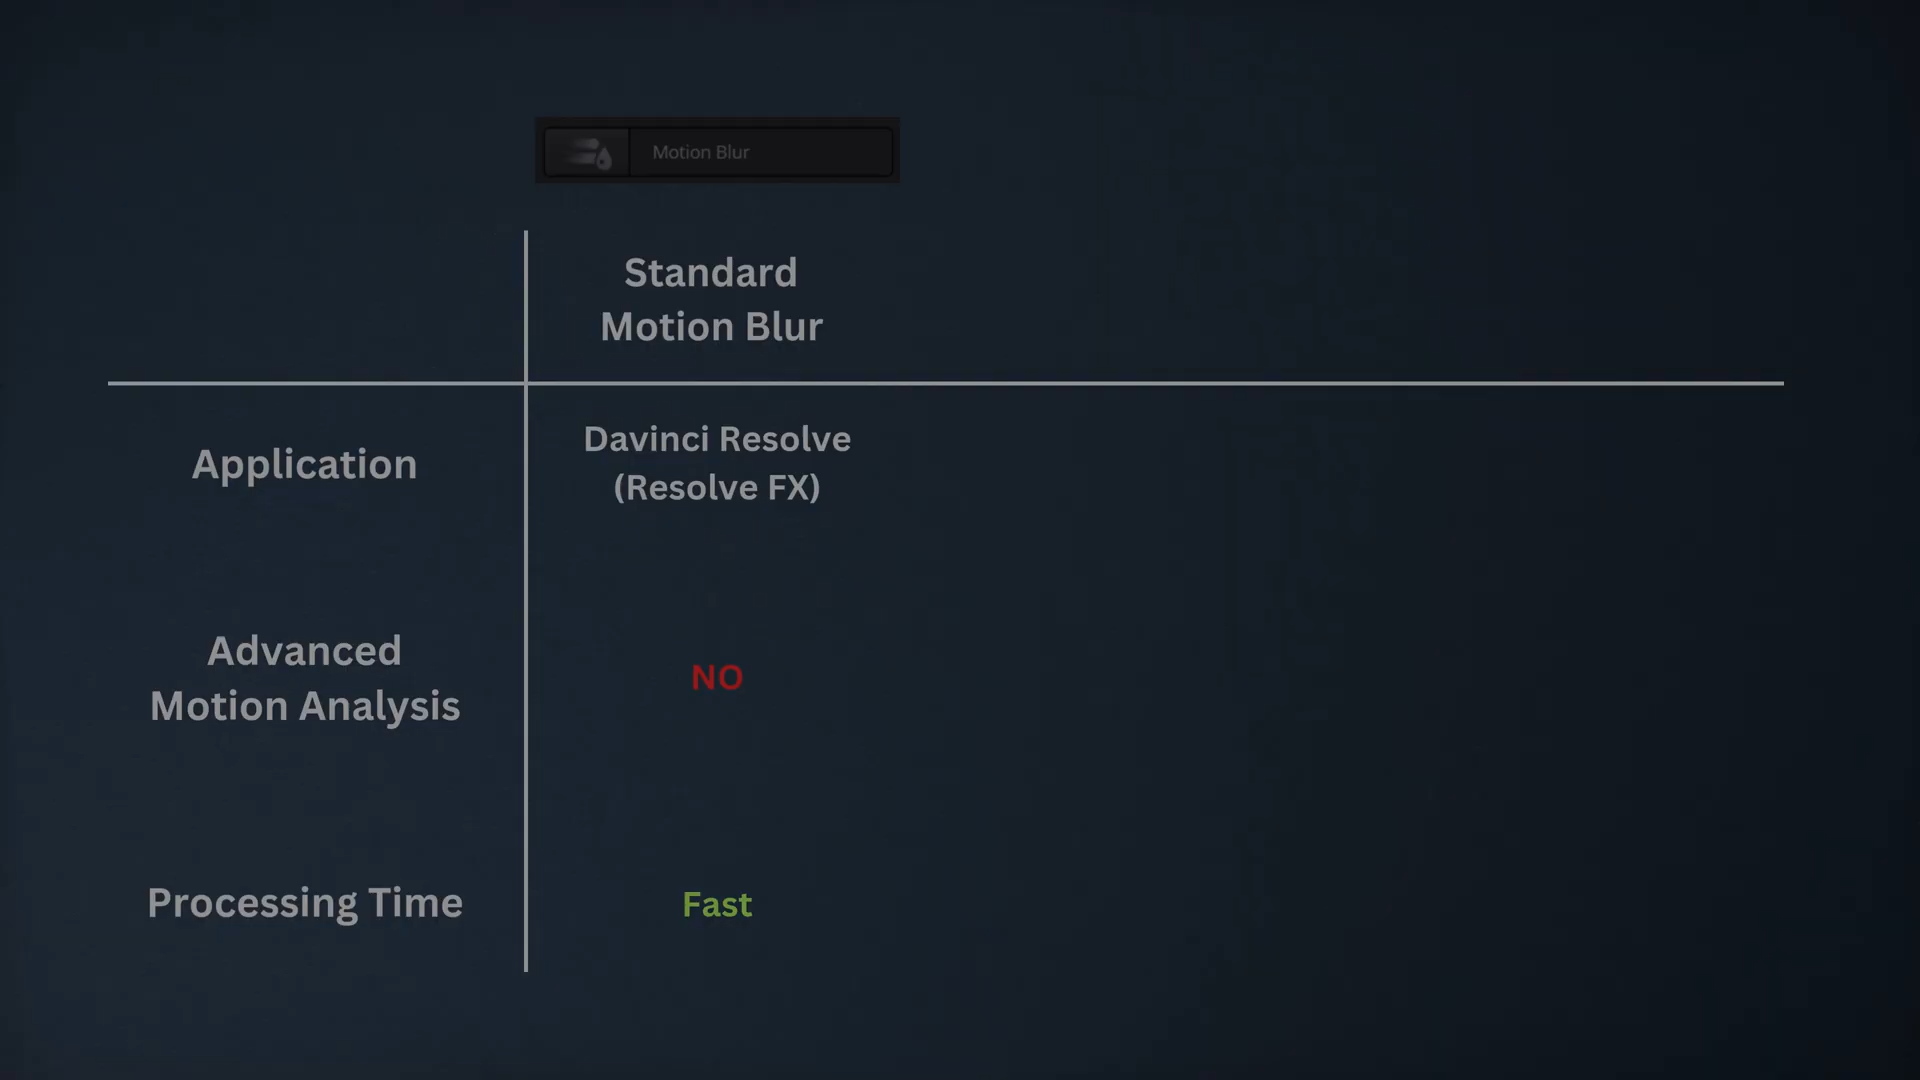 Motion Blur
Standard
Motion Blur
Application
Davinci Resolve
(Resolve FX)
Advanced
Motion Analysis
NO
Processing Time
Fast